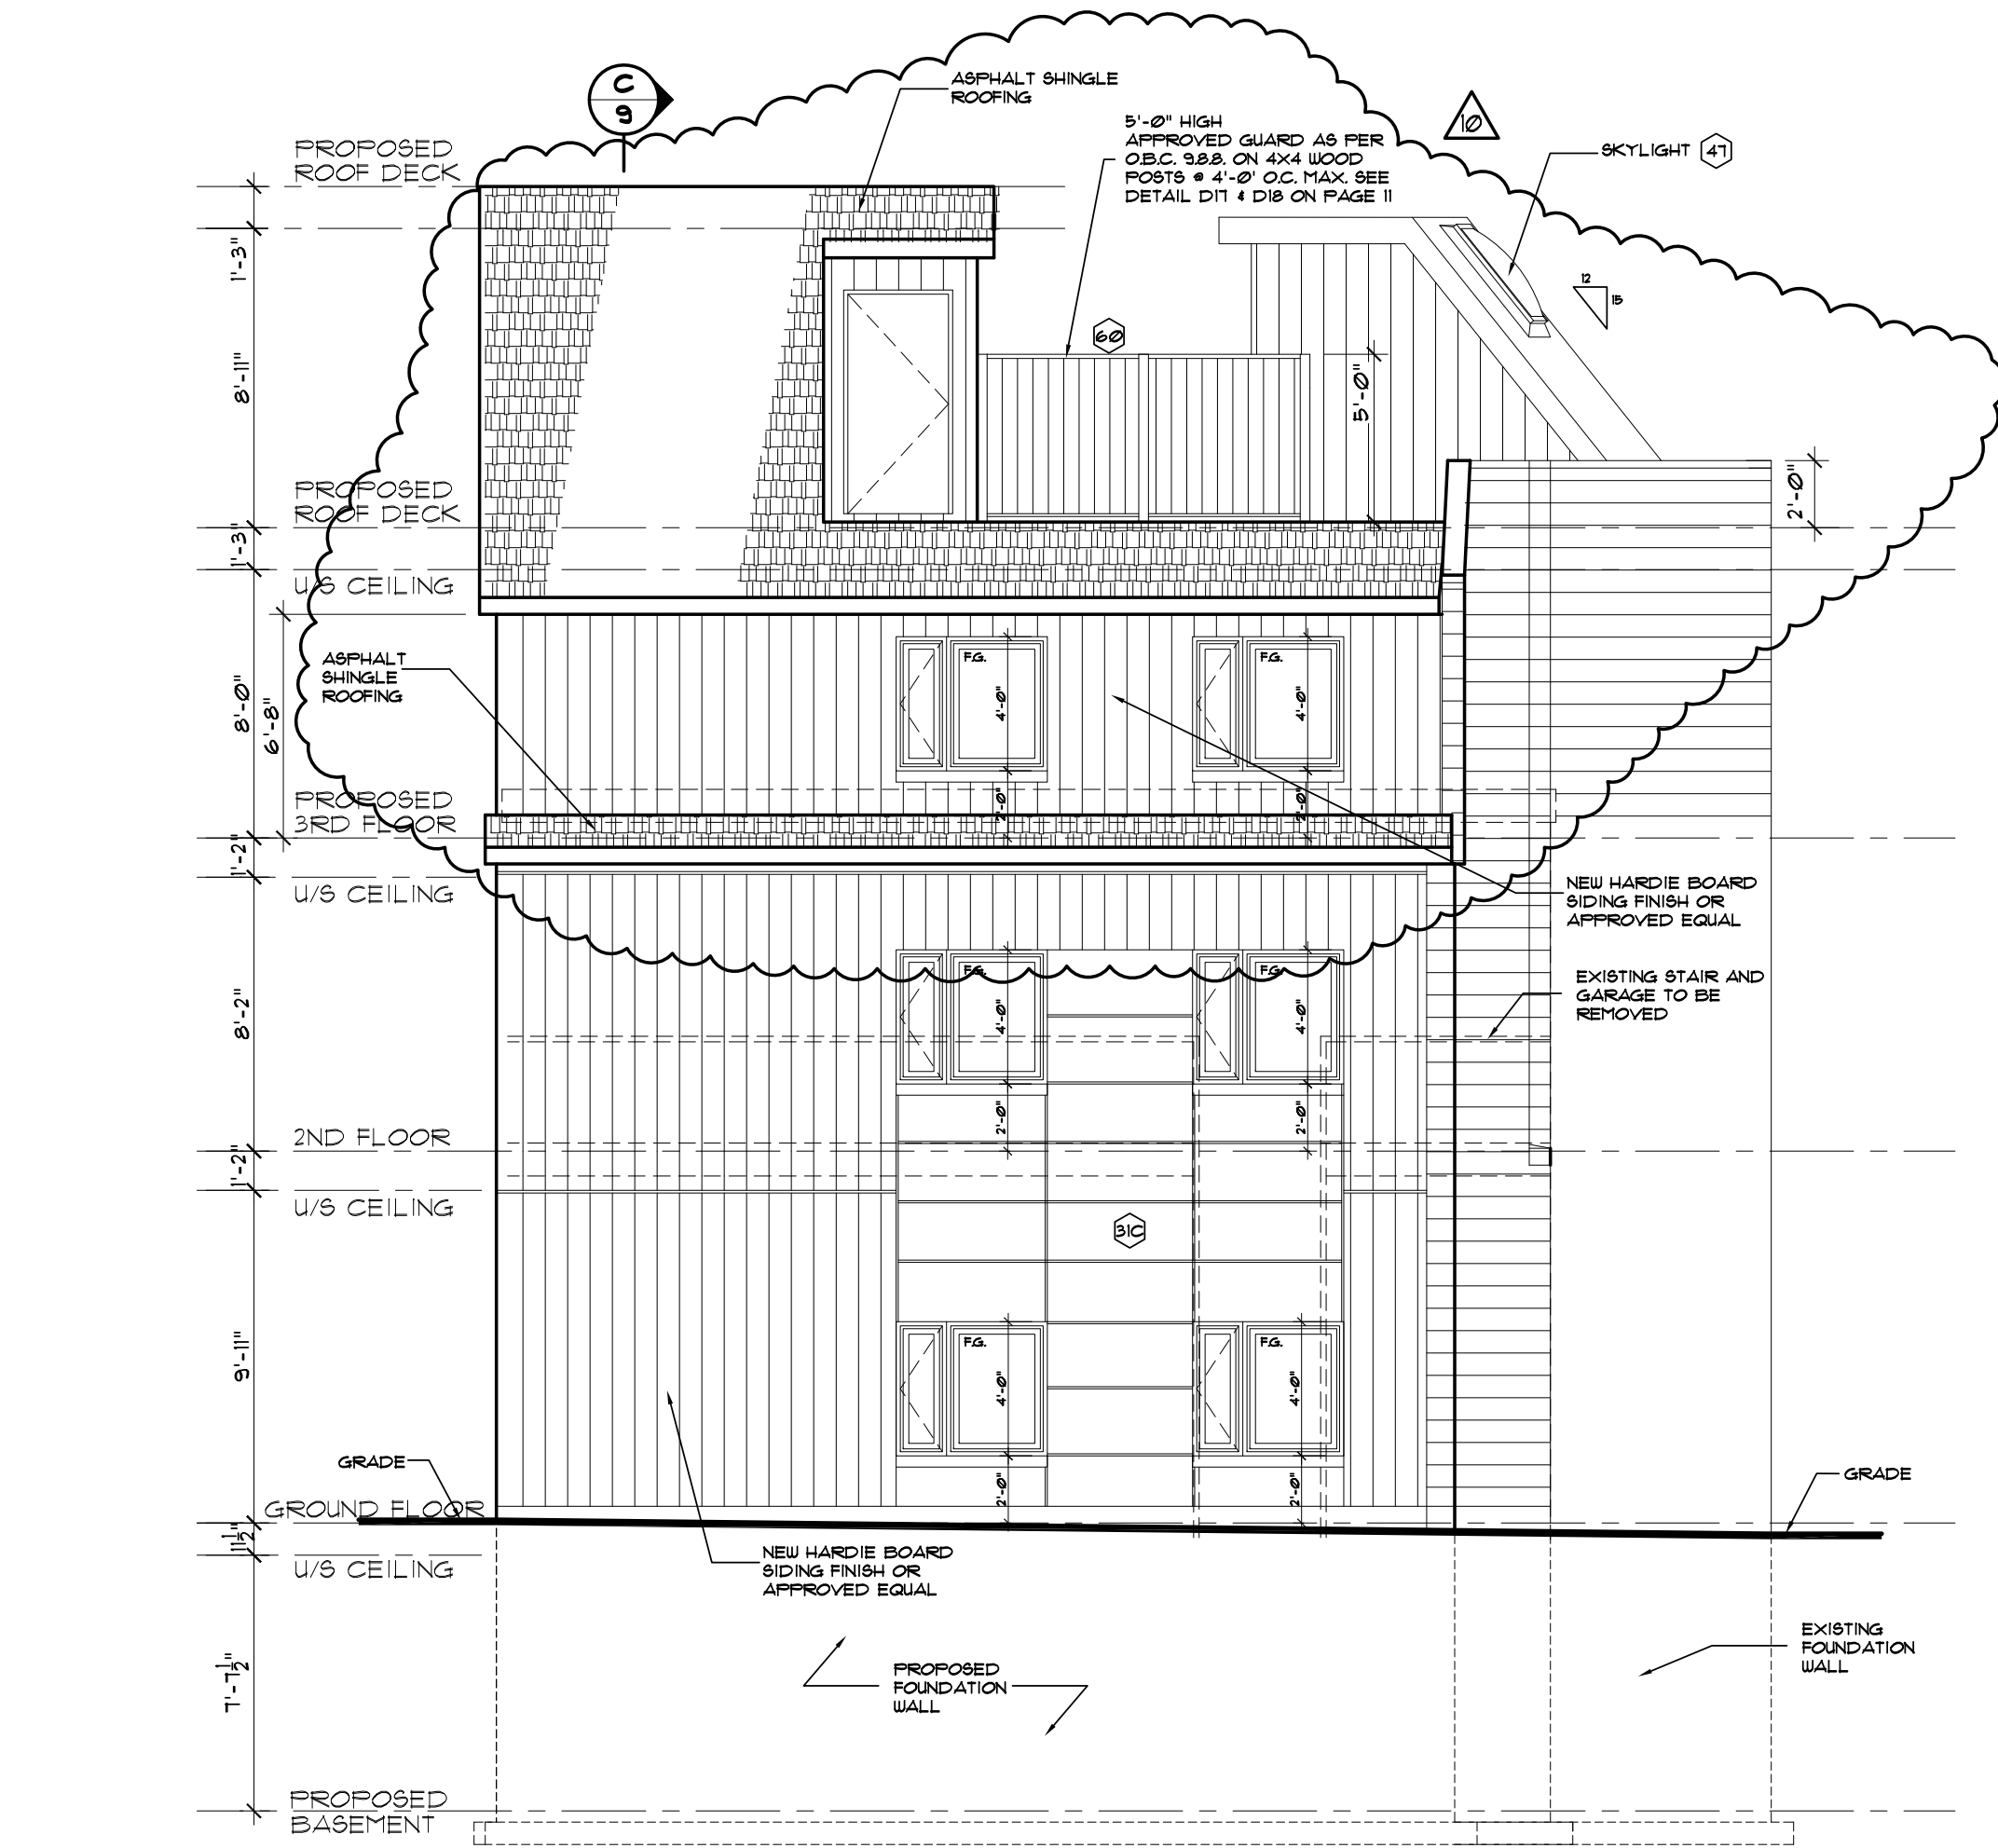 C
9
ASPHALT SHINGLE
ROOFING
10
5'-0" HIGH
APPROVED GUARD AS PER
O.B.C. 9.8.8. ON 4X4 WOOD
POSTS @ 4'-0' O.C. MAX. SEE
DETAIL D17 & D18 ON PAGE 11
SKYLIGHT 47
PROPOSED
ROOF DECK
1'-3"
12
15
60
8'-11"
5'-0"
PROPOSED
ROOF DECK
2'-0"
1'-3"
U/S CEILING
ASPHALT
SHINGLE
ROOFING
F.G.
F.G.
4'-0"
4'-0"
8'-0"
6'-8"
2'-0"
2'-0"
PROPOSED
3RD FLOOR
1'-2"
U/S CEILING
NEW HARDIE BOARD
SIDING FINISH OR
APPROVED EQUAL
F.G.
F.G.
EXISTING STAIR AND
GARAGE TO BE
REMOVED
4'-0"
4'-0"
8'-2"
2'-0"
2'-0"
2ND FLOOR
1'-2"
U/S CEILING
31C
F.G.
F.G.
9'-11"
4'-0"
4'-0"
GRADE
GRADE
2'-0"
2'-0"
GROUND FLOOR
11 1/2"
U/S CEILING
NEW HARDIE BOARD
SIDING FINISH OR
APPROVED EQUAL
7'-7 1/2"
PROPOSED
FOUNDATION
WALL
EXISTING
FOUNDATION
WALL
PROPOSED
BASEMENT